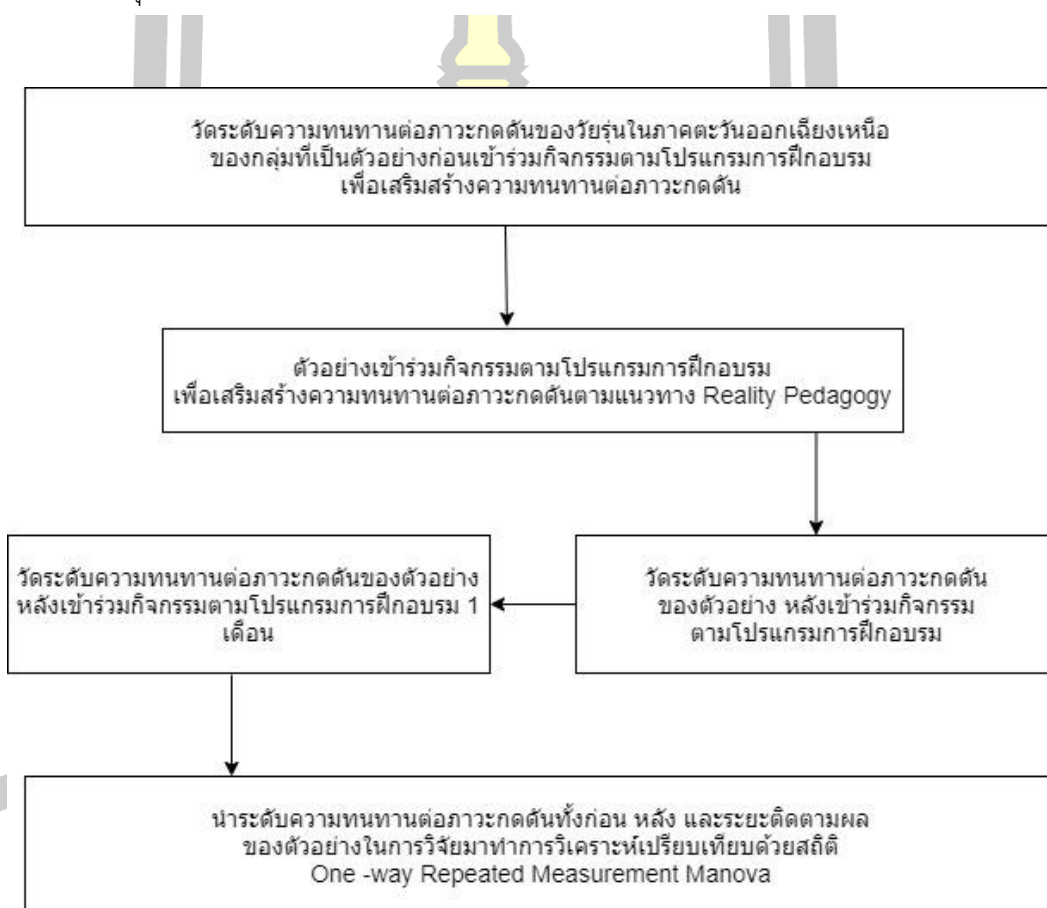 วัดระดับความทนทานต่อภาวะกดดันของวัยรุ่นในภาคตะวันออกเฉียงเหนือ
ของกลุ่มที่เป็นตัวอย่างก่อนเข้าร่วมกิจกรรมตามโปรแกรมการฝึกอบรม
เพื่อเสริมสร้างความทนทานต่อภาวะกดดัน
ตัวอย่างเข้าร่วมกิจกรรมตามโปรแกรมการฝึกอบรม
เพื่อเสริมสร้างความทนทานต่อภาวะกดดันตามแนวทาง Reality Pedagogy
วัดระดับความทนทานต่อภาวะกดดัน
ของตัวอย่าง หลังเข้าร่วมกิจกรรม
ตามโปรแกรมการฝึกอบรม
วัดระดับความทนทานต่อภาวะกดดันของตัวอย่าง
หลังเข้าร่วมกิจกรรมตามโปรแกรมการฝึกอบรม 1
เดือน
นำระดับความทนทานต่อภาวะกดดันทั้งก่อน หลัง และระยะติดตามผล
ของตัวอย่างในการวิจัยมาทำการวิเคราะห์เปรียบเทียบด้วยสถิติ
One -way Repeated Measurement Manova